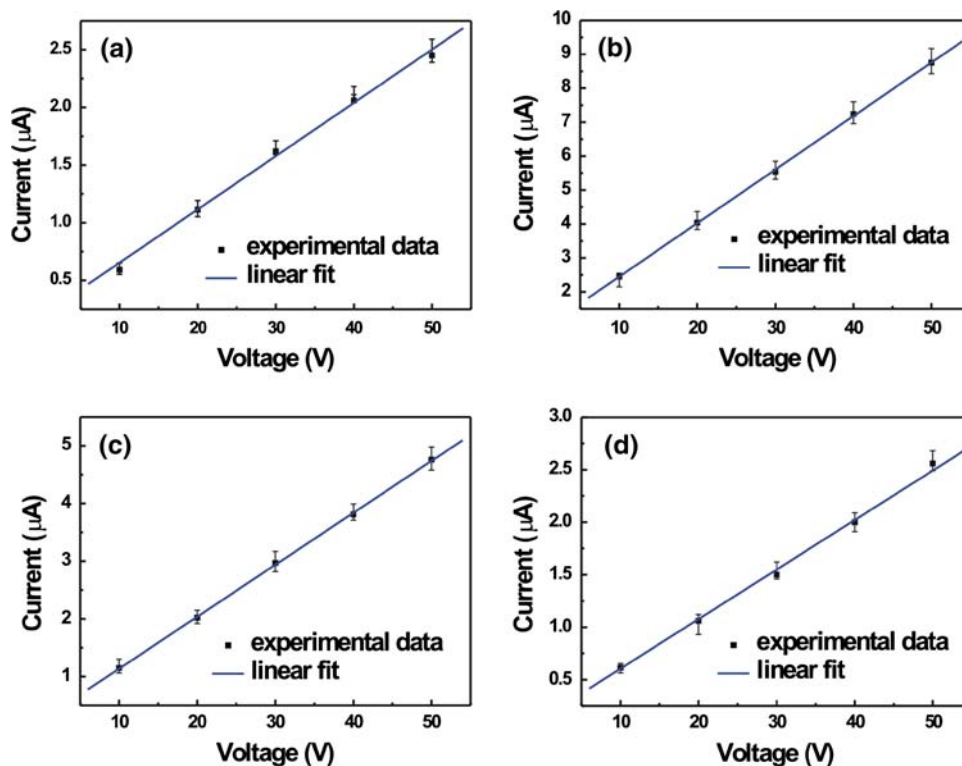 (a)
2.5
2.0
1.5
1.0
0.5
Current (μA)
experimental data
linear fit
10 20 30 40 50
Voltage (V)
(b)
10
9
8
7
6
5
4
3
2
Current (μA)
experimental data
linear fit
10 20 30 40 50
Voltage (V)
(c)
5
4
3
2
1
Current (μA)
experimental data
linear fit
10 20 30 40 50
Voltage (V)
(d)
3.0
2.5
2.0
1.5
1.0
0.5
Current (μA)
experimental data
linear fit
10 20 30 40 50
Voltage (V)